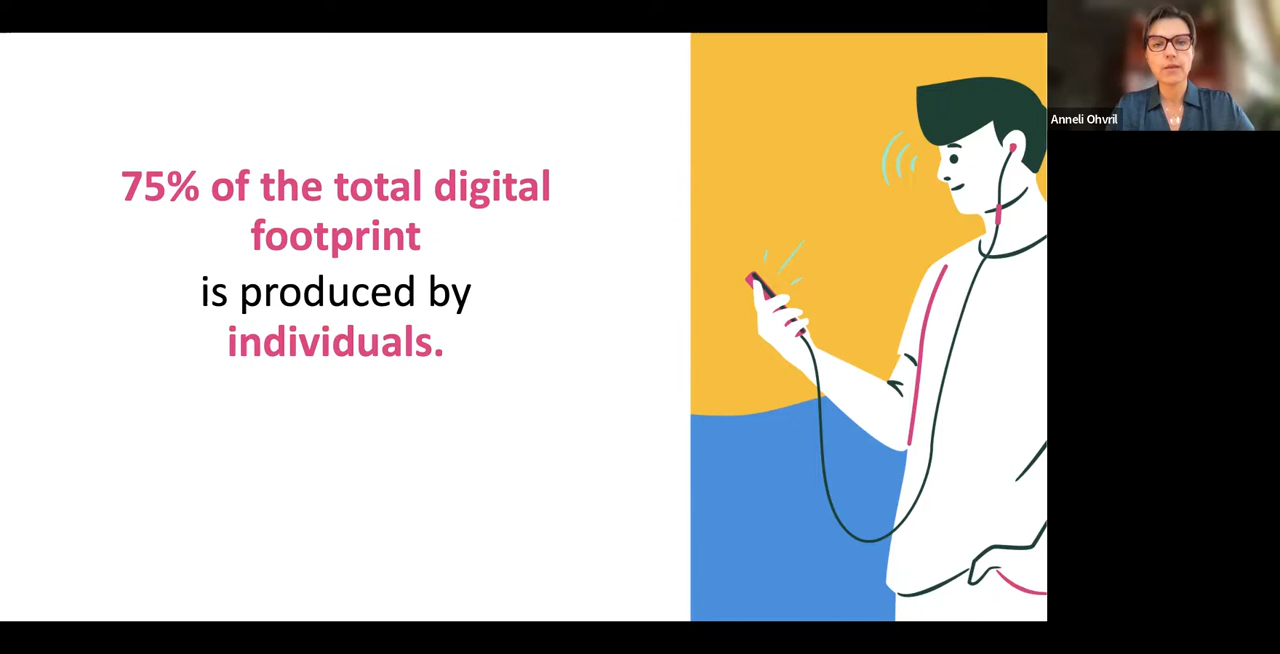 75% of the total digital
footprint
is produced by
individuals.
Anneli Ohvril